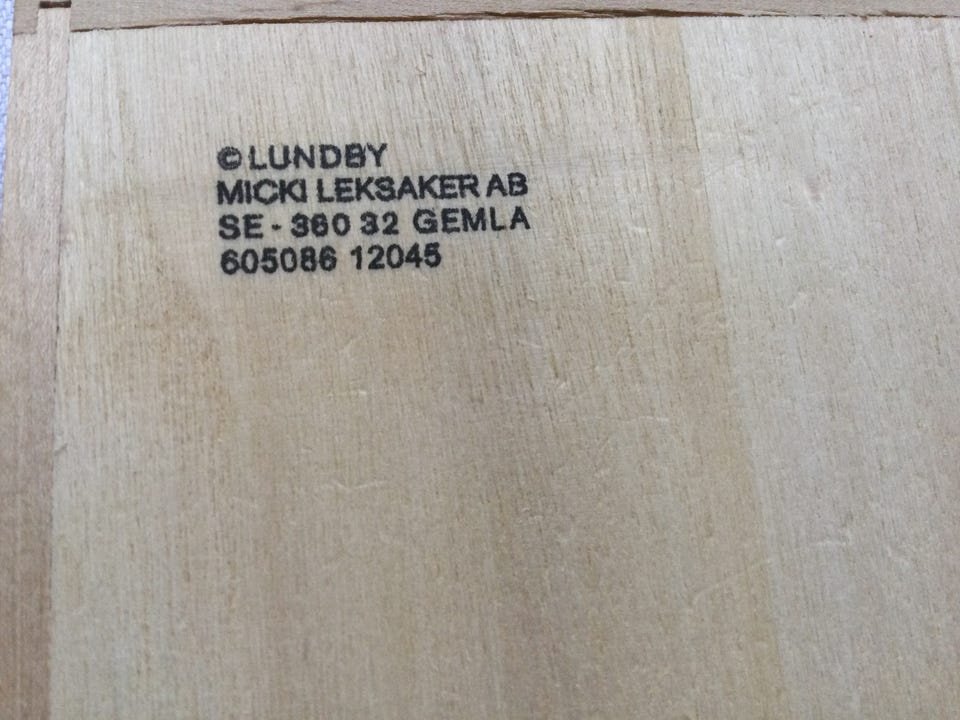 © LUNDBY
MICKI LEKSAKER AB
SE - 360 32 GEMLA
605086 12045